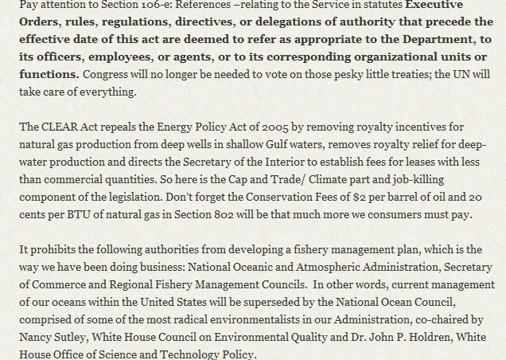 Pay attention to Section 106-e: References –relating to the Service in statutes Executive
Orders, rules, regulations, directives, or delegations of authority that precede the
effective date of this act are deemed to refer as appropriate to the Department, to
its officers, employees, or agents, or to its corresponding organizational units or
functions. Congress will no longer be needed to vote on those pesky little treaties; the UN will
take care of everything.
The CLEAR Act repeals the Energy Policy Act of 2005 by removing royalty incentives for
natural gas production from deep wells in shallow Gulf waters, removes royalty relief for deep-
water production and directs the Secretary of the Interior to establish fees for leases with less
than commercial quantities. So here is the Cap and Trade/ Climate part and job-killing
component of the legislation. Don't forget the Conservation Fees of $2 per barrel of oil and 20
cents per BTU of natural gas in Section 802 will be that much more we consumers must pay.
It prohibits the following authorities from developing a fishery management plan, which is the
way we have been doing business: National Oceanic and Atmospheric Administration, Secretary
of Commerce and Regional Fishery Management Councils.  In other words, current management
of our oceans within the United States will be superseded by the National Ocean Council,
comprised of some of the most radical environmentalists in our Administration, co-chaired by
Nancy Sutley, White House Council on Environmental Quality and Dr. John P. Holdren, White
House Office of Science and Technology Policy.